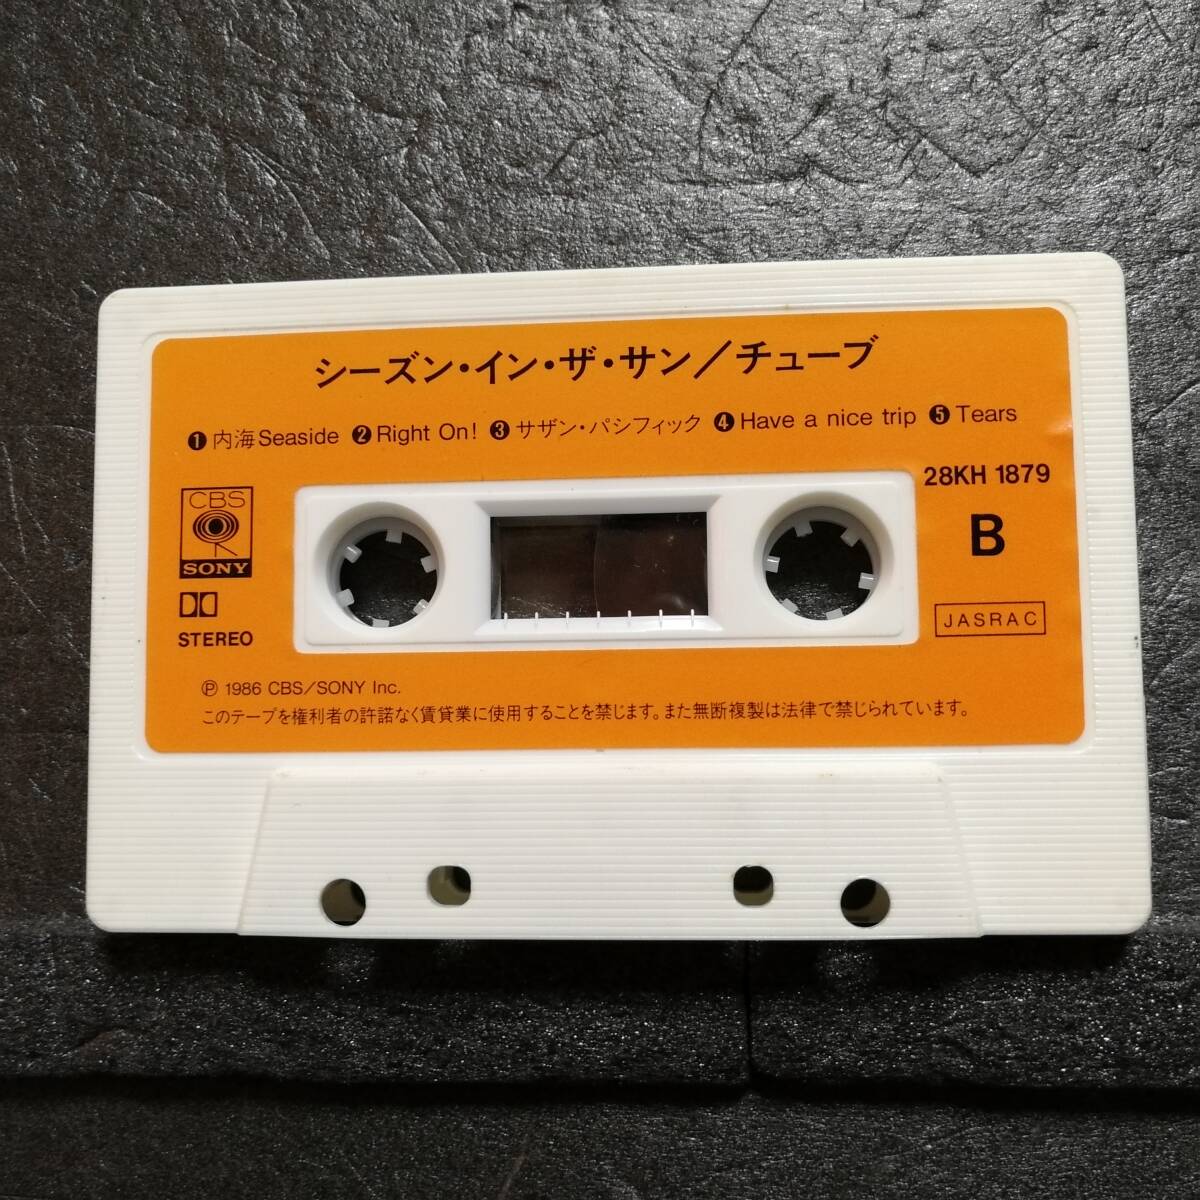 シーズン・イン・ザ・サン／チューブ
❶内海Seaside ❷Right On! ❸サザン・パシフィック ❹Have a nice trip ❺Tears
28KH 1879
CBS
SONY
B
STEREO
JASRAC
℗ 1986 CBS/SONY Inc.
このテープを権利者の許諾なく賃貸業に使用することを禁じます。また無断複製は法律で禁じられています。